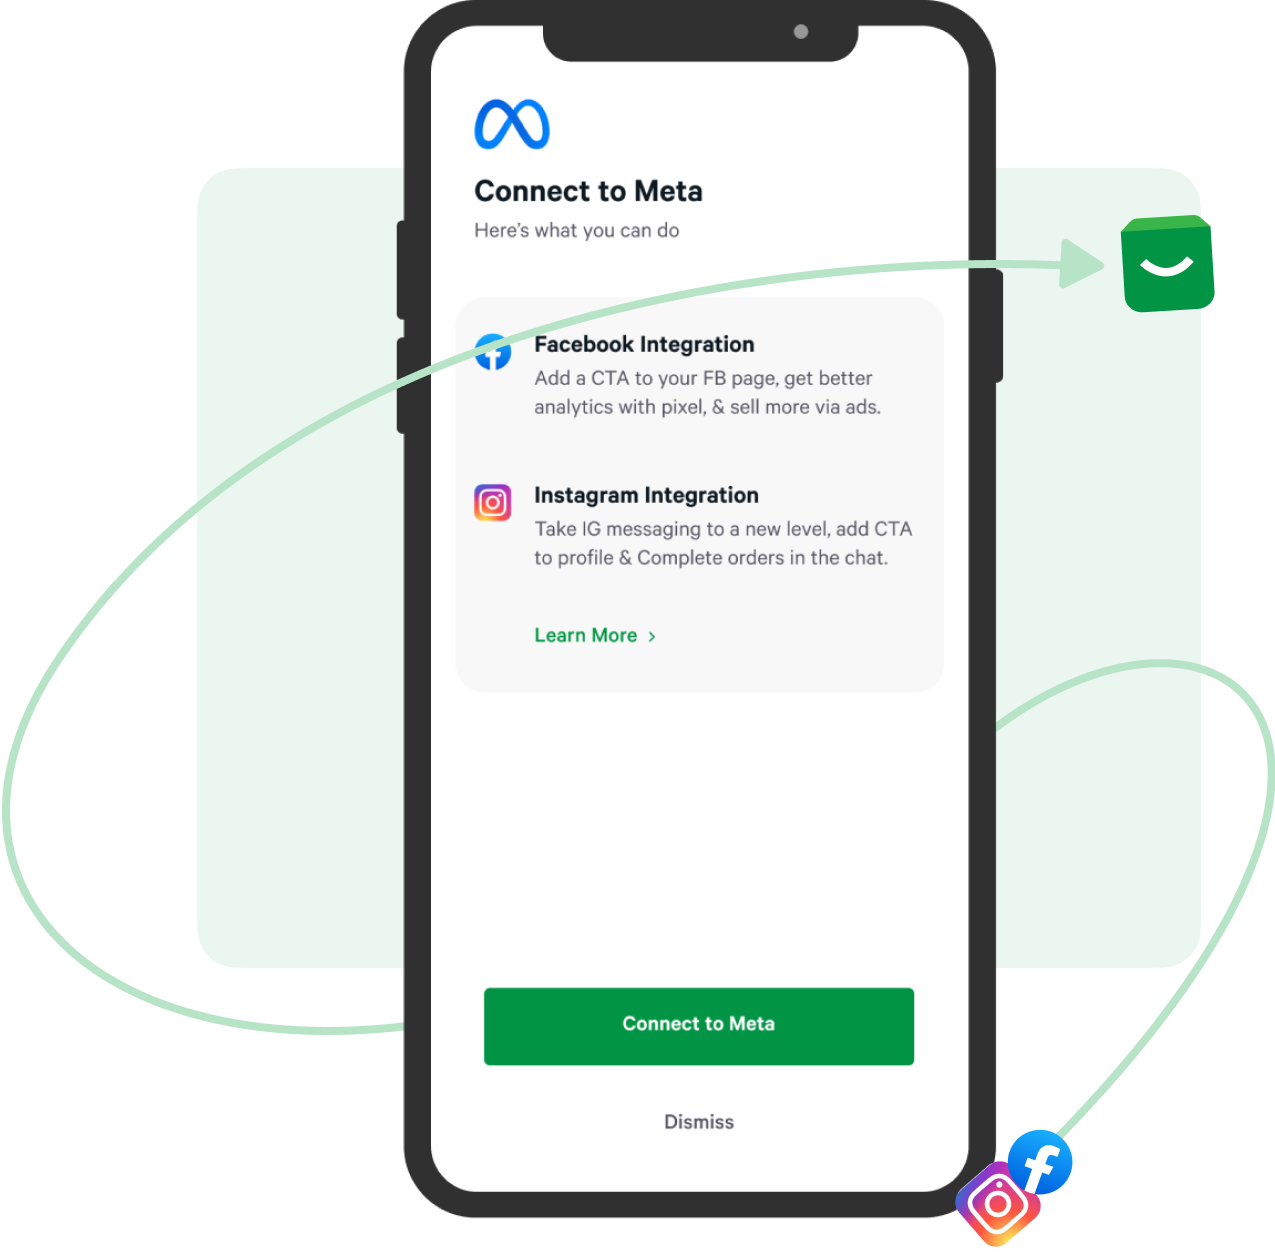 Connect to Meta
Here's what you can do
Facebook Integration
Add a CTA to your FB page, get better
analytics with pixel, & sell more via ads.
Instagram Integration
Take IG messaging to a new level, add CTA
to profile & Complete orders in the chat.
Learn More >
Connect to Meta
Dismiss